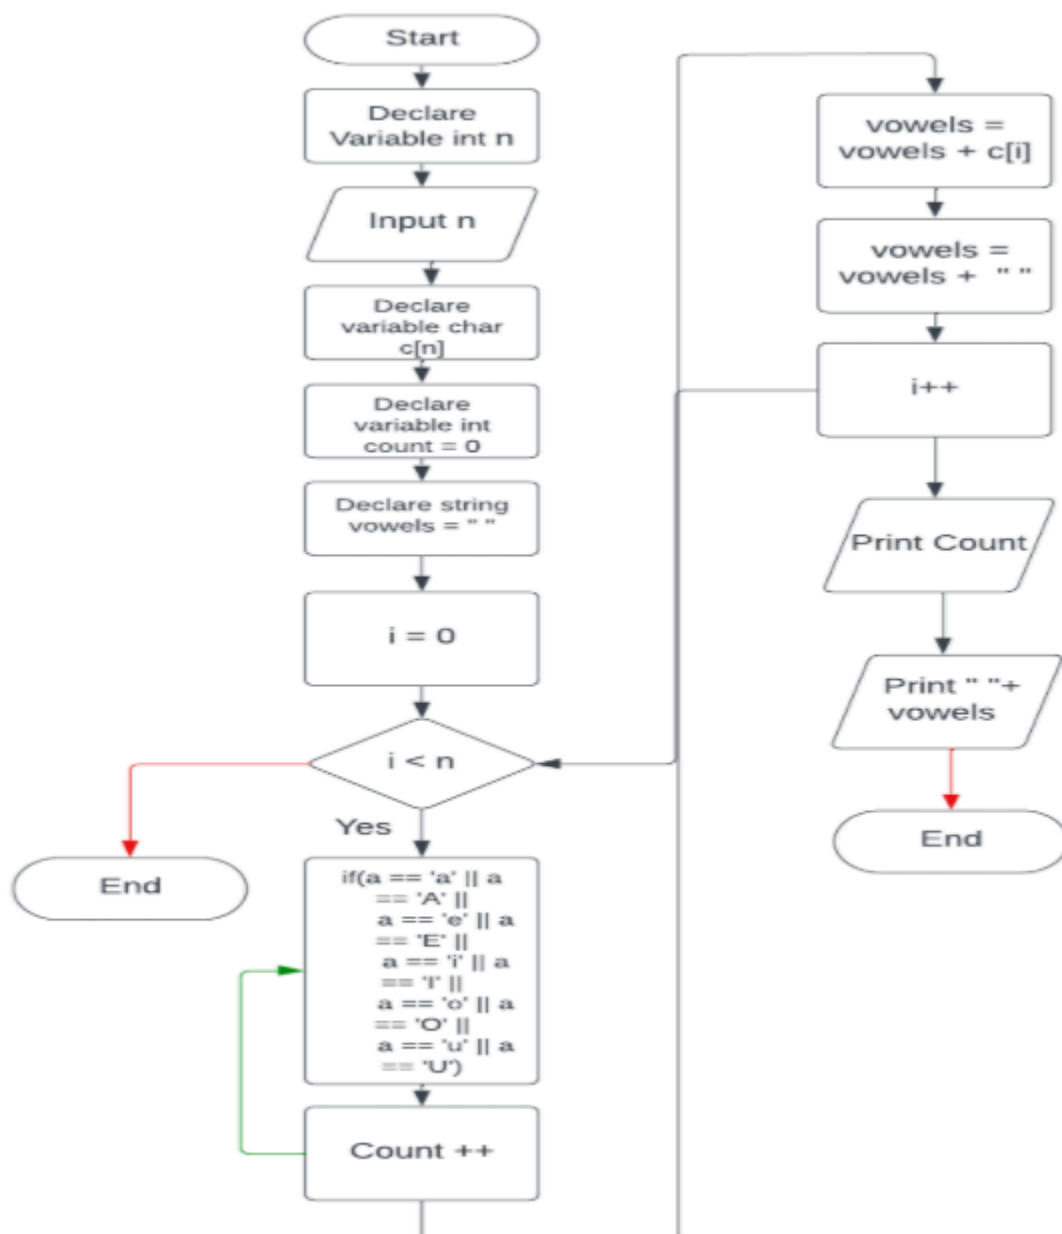 Start
Declare
Variable int n
Input n
Declare
variable char
c[n]
Declare
variable int
count = 0
Declare string
vowels = " "
i = 0
i < n
Yes
End
if(a == 'a' || a
== 'A' ||
a == 'e' || a
== 'E' ||
a == 'i' || a
== 'I' ||
a == 'o' || a
== 'O' ||
a == 'u' || a
== 'U')
Count ++
vowels =
vowels + c[i]
vowels =
vowels + " "
i++
Print Count
Print " "+
vowels
End